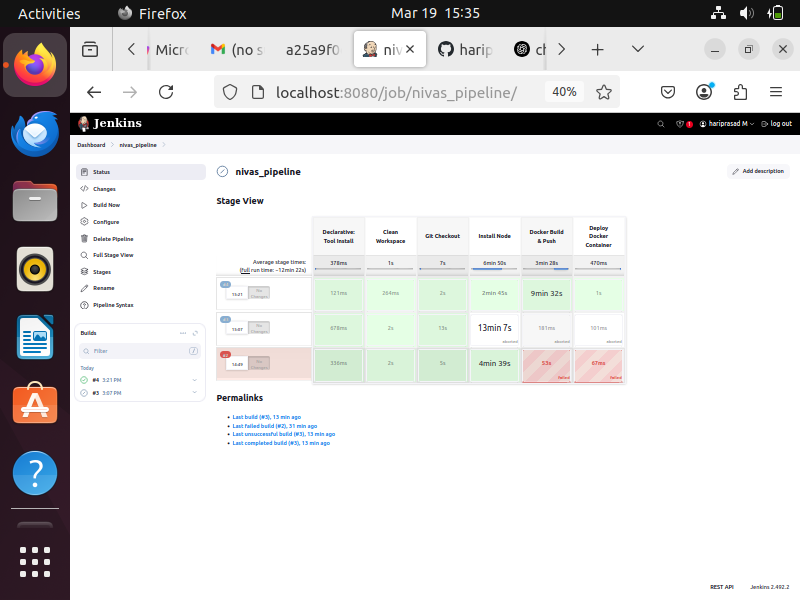 Activities
Firefox
Mar 19 15:35
Micro
(no s
a25a9f0
niv
harip
ch
localhost:8080/job/nivas_pipeline/
40%
Jenkins
1
hariprasad M
log out
Dashboard
nivas_pipeline
Status
Changes
Build Now
Configure
Delete Pipeline
Full Stage View
Stages
Rename
Pipeline Syntax
Builds
Filter
/
Today
#4 3:21 PM
#3 3:07 PM
nivas_pipeline
Add description
Stage View
Declarative: Tool Install
Clean Workspace
Git Checkout
Install Node
Docker Build & Push
Deploy Docker Container
Average stage times:
(full run time: ~12min 22s)
378ms
1s
7s
6min 50s
3min 28s
470ms
15:21
No Changes
121ms
264ms
2s
2min 45s
9min 32s
1s
15:07
No Changes
678ms
2s
15s
13min 7s
aborted
181ms
aborted
101ms
aborted
#2
14:49
No Changes
336ms
2s
5s
4min 39s
53s
failed
67ms
failed
Permalinks
Last build (#3), 13 min ago
Last failed build (#2), 31 min ago
Last unsuccessful build (#3), 13 min ago
Last completed build (#3), 13 min ago
REST API
Jenkins 2.492.2